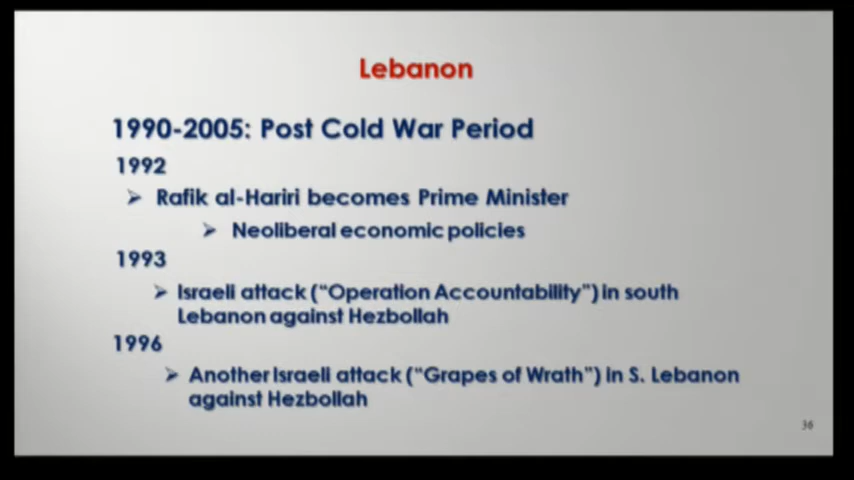 Lebanon
1990-2005: Post Cold War Period
1992
➢ Rafik al-Hariri becomes Prime Minister
➢ Neoliberal economic policies
1993
➢ Israeli attack (“Operation Accountability”) in south
Lebanon against Hezbollah
1996
➢ Another Israeli attack (“Grapes of Wrath”) in S. Lebanon
against Hezbollah
36